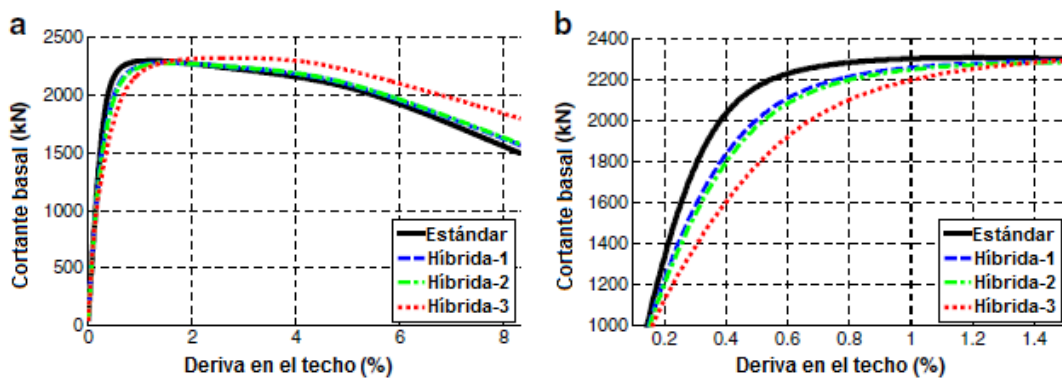 a
2500
2000
1500
1000
500
0
Cortante basal (kN)
0 2 4 6 8
Deriva en el techo (%)
Estándar
Híbrida-1
Híbrida-2
Híbrida-3
b
2400
2200
2000
1800
1600
1400
1200
1000
Cortante basal (kN)
0.2 0.4 0.6 0.8 1 1.2 1.4
Deriva en el techo (%)
Estándar
Híbrida-1
Híbrida-2
Híbrida-3